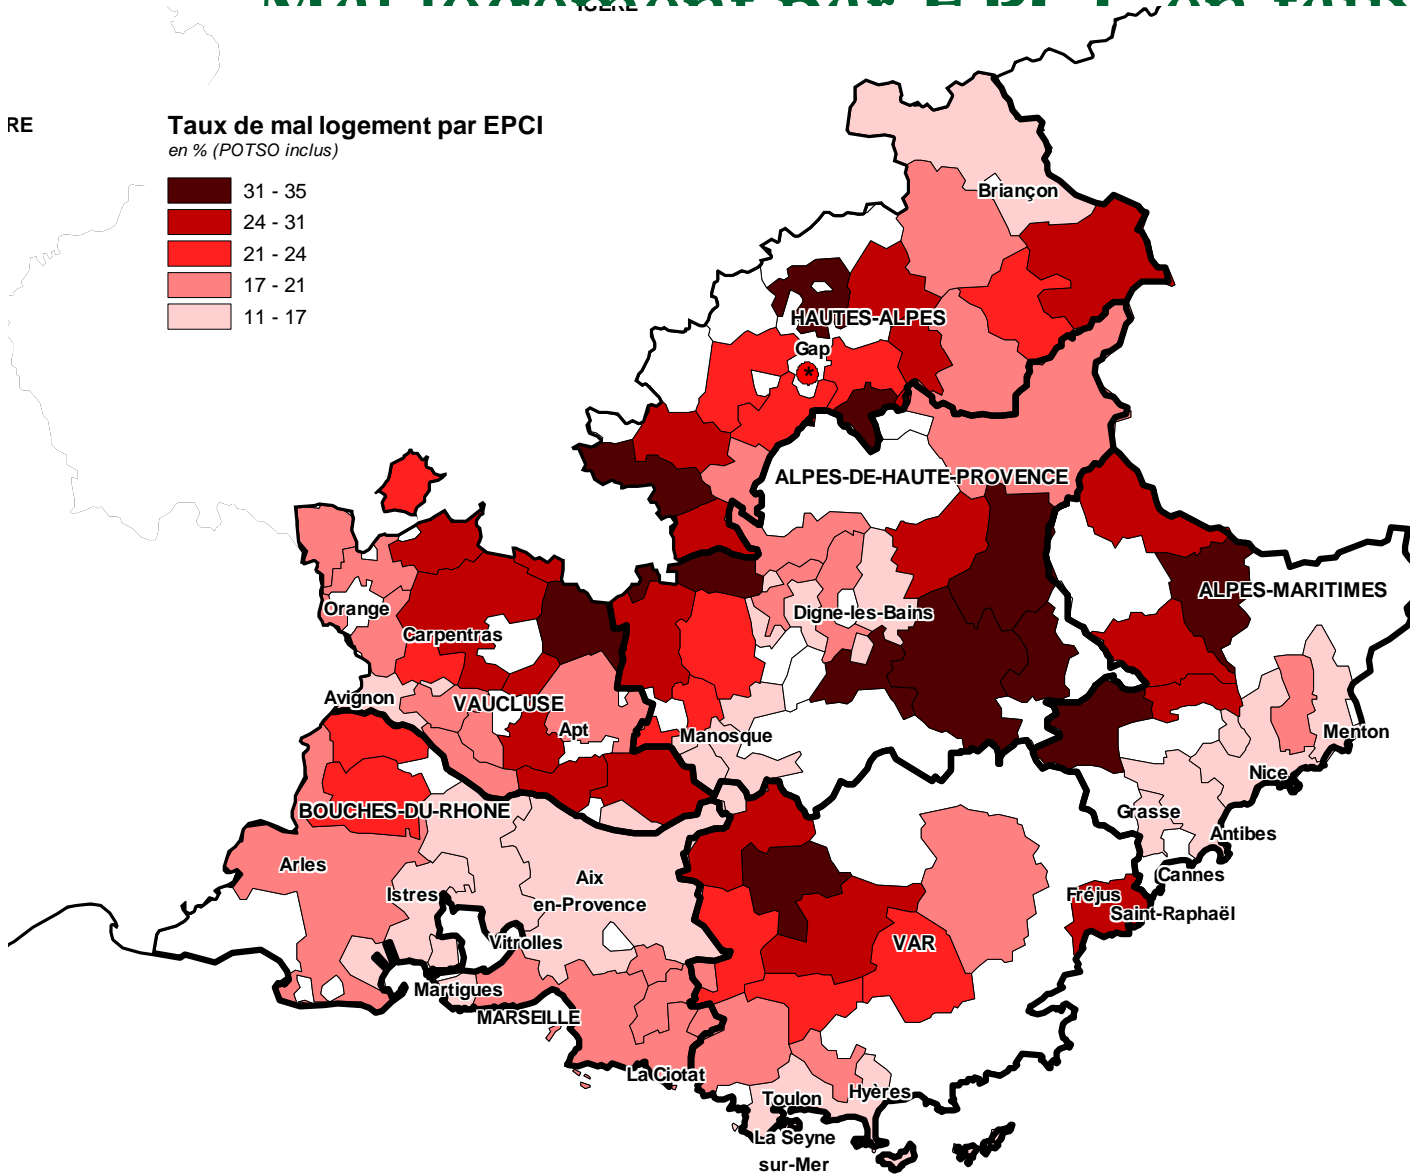 ISERE
RE
Taux de mal logement par EPCI
en % (POTSO inclus)
31 - 35
24 - 31
21 - 24
17 - 21
11 - 17
Briançon
HAUTES-ALPES
Gap
*
ALPES-DE-HAUTE-PROVENCE
ALPES-MARITIMES
Orange
Digne-les-Bains
Carpentras
Avignon
VAUCLUSE
Apt
Manosque
Menton
Nice
BOUCHES-DU-RHONE
Grasse
Antibes
Arles
Aix
en-Provence
Istres
Cannes
Fréjus
Saint-Raphaël
Vitrolles
VAR
Martigues
MARSEILLE
La Ciotat
Toulon
Hyères
La Seyne
sur-Mer